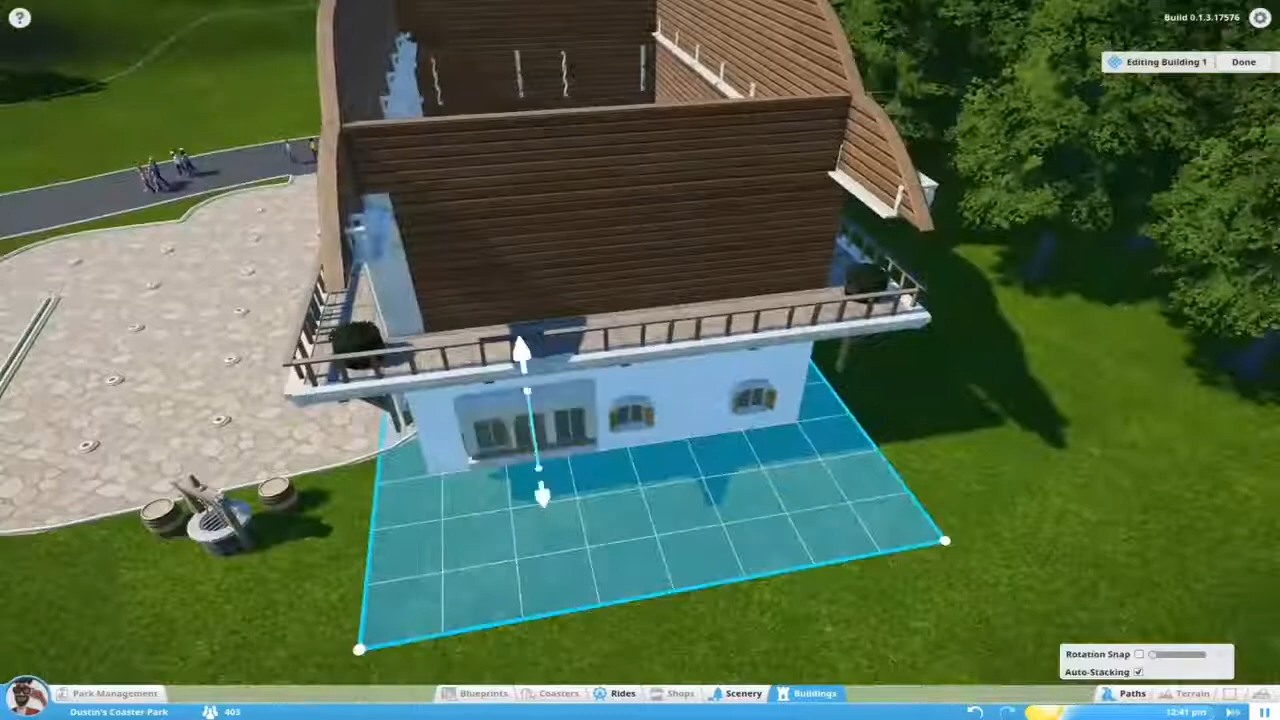 ?
Build 0.1.3.17576
Editing Building 1
Done
Rotation Snap
Auto-Stacking
Park Management
Blueprints
Coasters
Rides
Shops
Scenery
Buildings
Paths
Terrain
Dustin's Coaster Park
405
12:41 pm